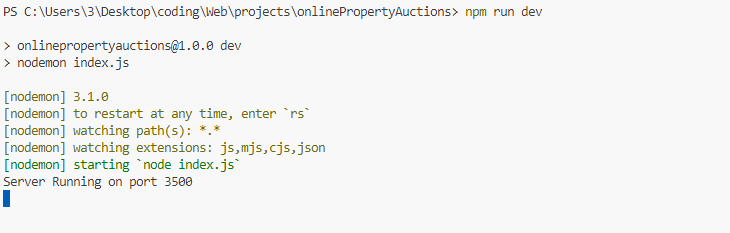 PS C:\Users\3\Desktop\coding\Web\projects\onlinePropertyAuctions> npm run dev
> onlinepropertyauctions@1.0.0 dev
> nodemon index.js
[nodemon] 3.1.0
[nodemon] to restart at any time, enter `rs`
[nodemon] watching path(s): *.*
[nodemon] watching extensions: js,mjs,cjs,json
[nodemon] starting `node index.js`
Server Running on port 3500